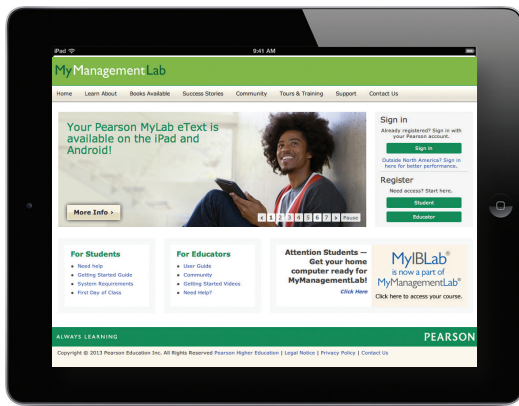 iPad
9:41 AM
MyManagementLab
Home Learn About Books Available Success Stories Community Tours & Training Support Contact Us
Your Pearson MyLab eText is
available on the iPad and
Android!
More Info ›
‹ 1 2 3 4 5 6 7 › Pause
Sign in
Already registered? Sign in with
your Pearson account.
Sign in
Outside North America? Sign in
here for better performance.
Register
Need access? Start here.
Student
Educator
For Students
Need help
Getting Started Guide
System Requirements
First Day of Class
For Educators
User Guide
Community
Getting Started Videos
Need Help?
Attention Students —
Get your home
computer ready for
MyManagementLab!
Click Here
MyIBLab®
is now a part of
MyManagementLab®
Click here to access your course.
ALWAYS LEARNING
PEARSON
Copyright © 2013 Pearson Education Inc. All Rights Reserved Pearson Higher Education | Legal Notice | Privacy Policy | Contact Us